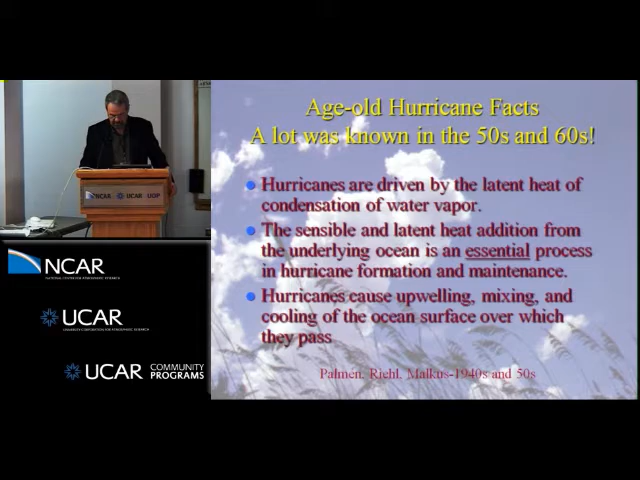 Age-old Hurricane Facts
A lot was known in the 50s and 60s!
Hurricanes are driven by the latent heat of
condensation of water vapor.
The sensible and latent heat addition from
the underlying ocean is an essential process
in hurricane formation and maintenance.
Hurricanes cause upwelling, mixing, and
cooling of the ocean surface over which
they pass
Palmén, Riehl, Malkus-1940s and 50s
UCAR UCAR UOP
NCAR
NATIONAL CENTER FOR ATMOSPHERIC RESEARCH
UCAR
UNIVERSITY CORPORATION FOR ATMOSPHERIC RESEARCH
UCAR COMMUNITY
PROGRAMS